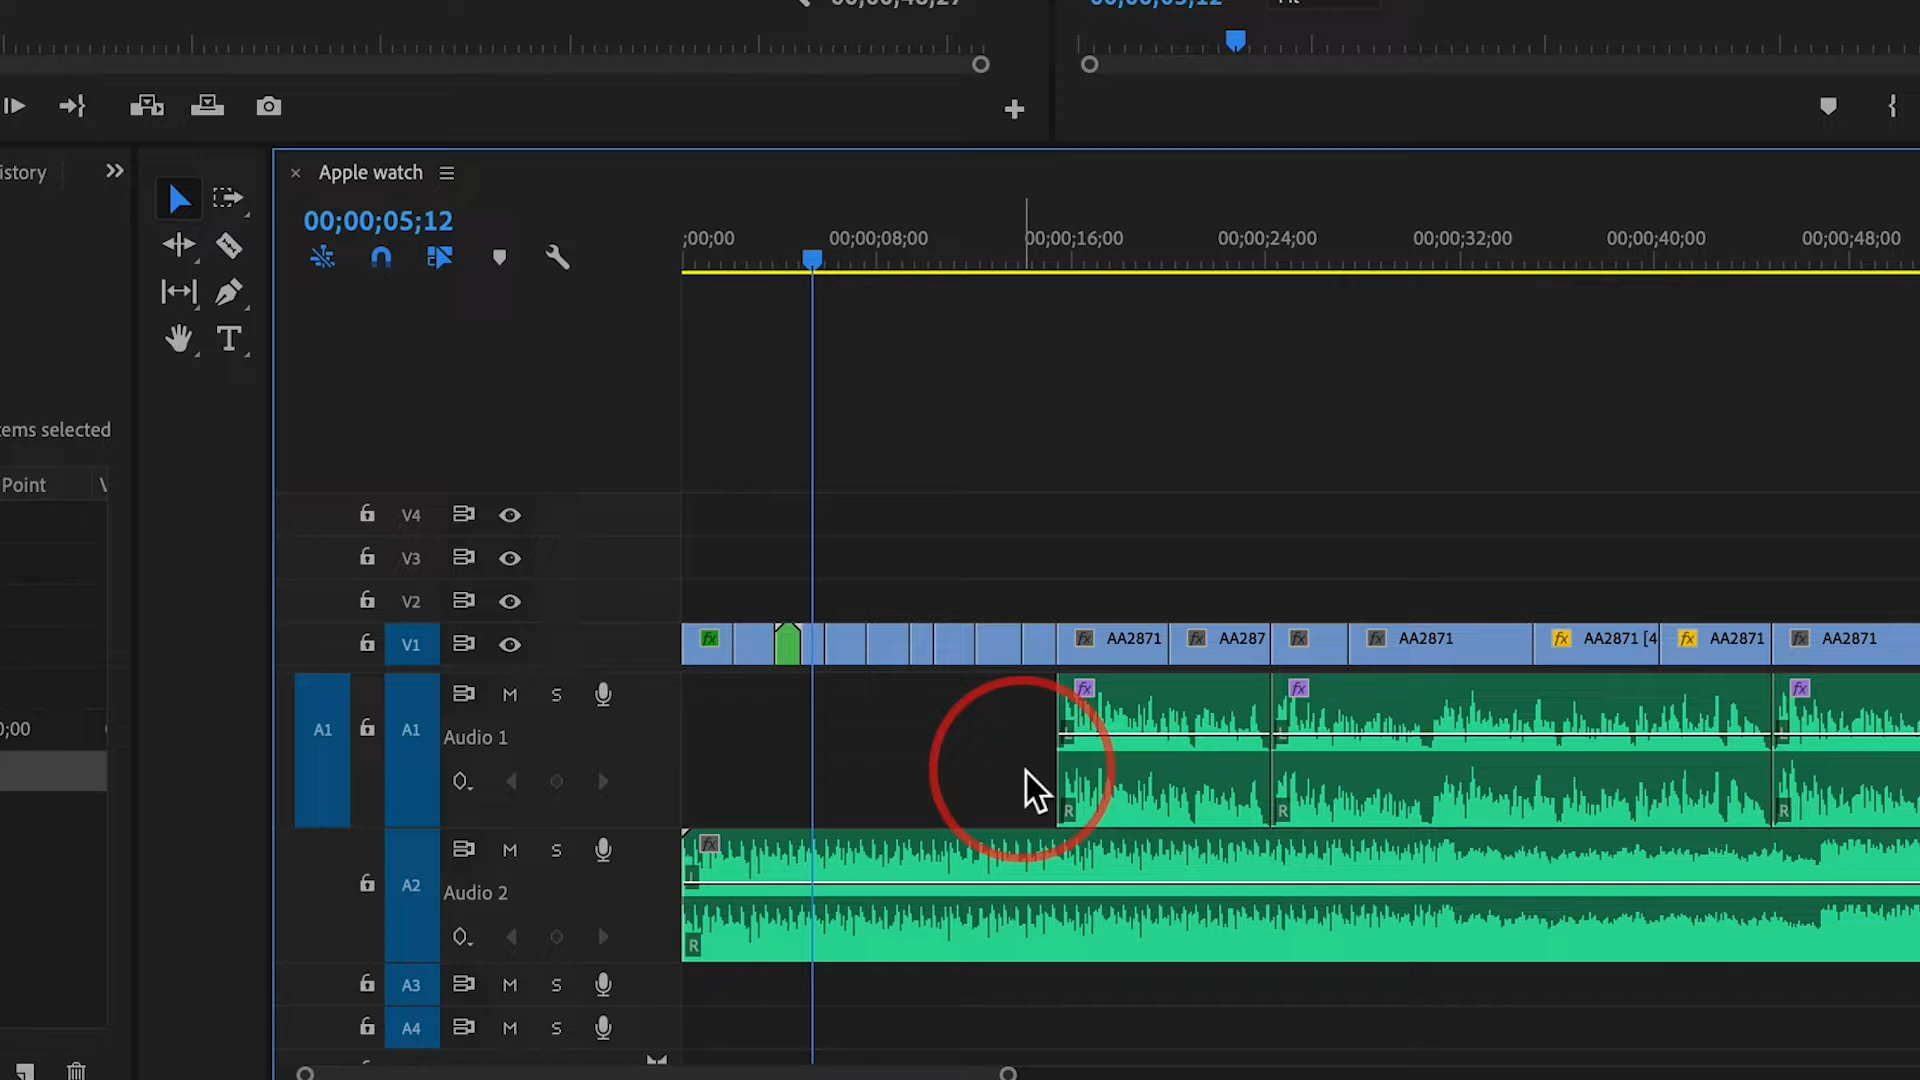 00;00;48;27
00;00;05;12
Fit
istory
Apple watch
00;00;05;12
;00;00
00;00;08;00
00;00;16;00
00;00;24;00
00;00;32;00
00;00;40;00
00;00;48;00
T
tems selected
Point
V
V4
V3
V2
V1
fx
fx AA2871
fx AA287
fx
fx AA2871
fx AA2871 [4
fx AA2871
fx AA2871
A1
A1
M
S
Audio 1
fx
fx
fx
L
L
L
R
R
R
0;00
A2
M
S
Audio 2
fx
L
R
A3
M
S
A4
M
S